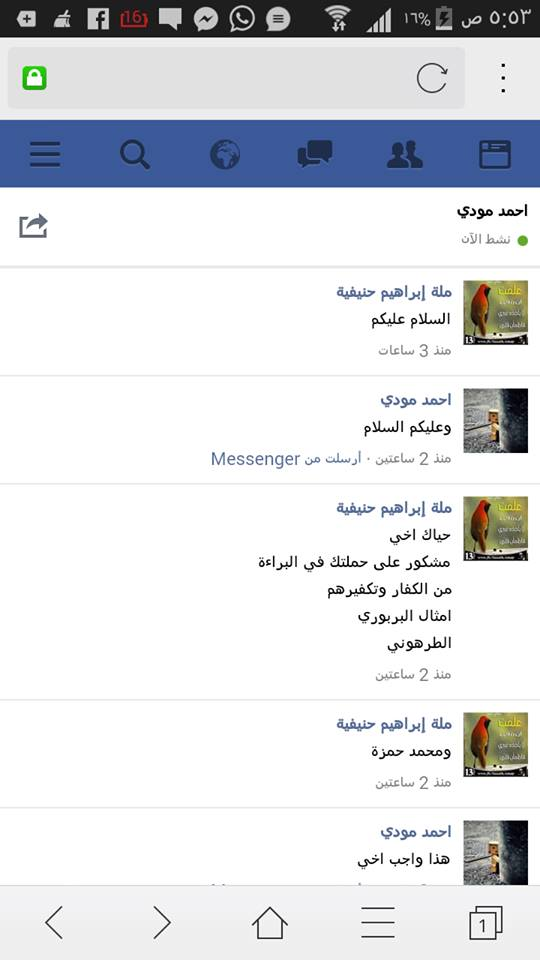 ٥:٥٣ ص
١٦%
16
احمد مودي
نشط الآن
ملة إبراهيم حنيفية
السلام عليكم
منذ 3 ساعات
احمد مودي
وعليكم السلام
منذ 2 ساعتين · أرسلت من Messenger
ملة إبراهيم حنيفية
حياك اخي
مشكور على حملتك في البراءة
من الكفار وتكفيرهم
امثال البربوري
الطرهوني
منذ 2 ساعتين
ملة إبراهيم حنيفية
ومحمد حمزة
منذ 2 ساعتين
احمد مودي
هذا واجب اخي
1